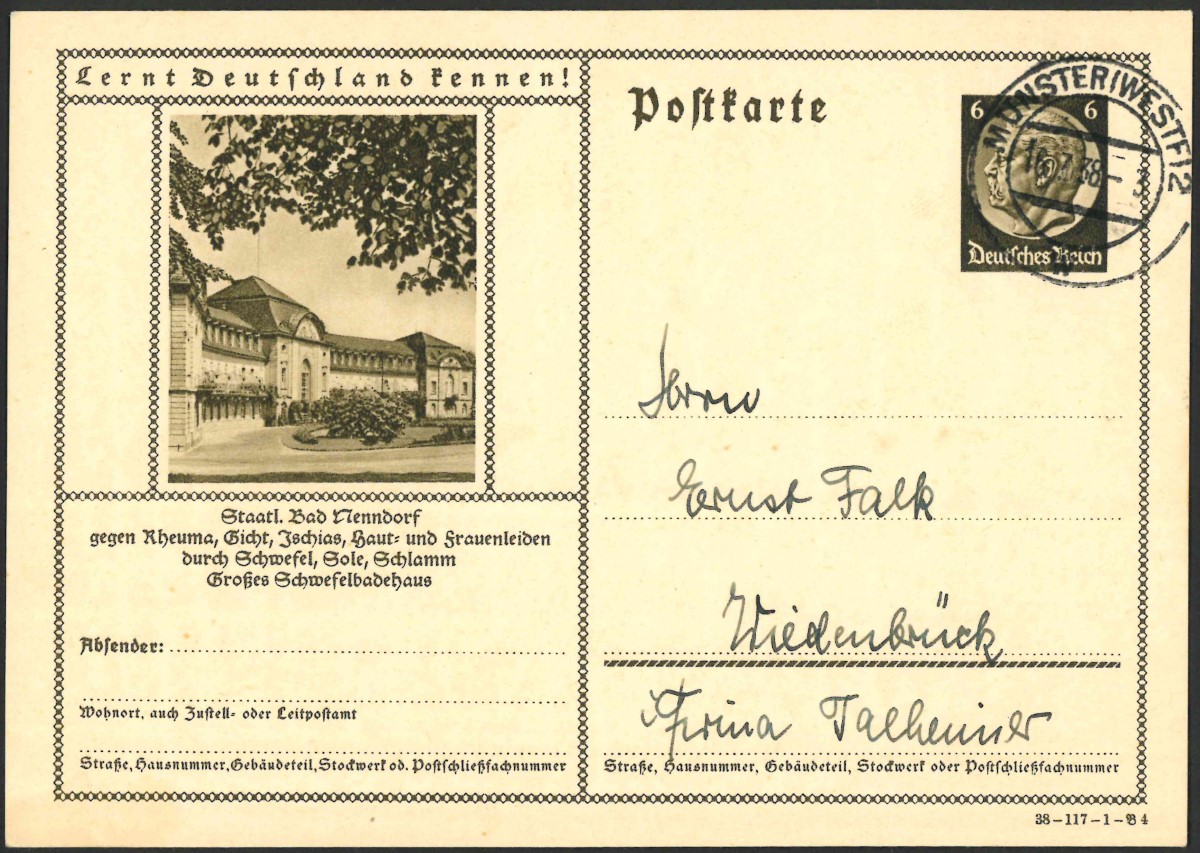 Lernt Deutschland kennen!
Staatl. Bad Nenndorf
gegen Rheuma, Gicht, Ischias, Haut- und Frauenleiden
durch Schwefel, Sole, Schlamm
Großes Schwefelbadehaus
Absender:
Wohnort, auch Zustell- oder Leitpostamt
Straße, Hausnummer, Gebäudeteil, Stockwerk od. Postschließfachnummer
Postkarte
6 6
Deutsches Reich
MÜNSTER (WESTF) 2
Herrn
Ernst Falk
Wiedenbrück
Firma Talheimer
Straße, Hausnummer, Gebäudeteil, Stockwerk oder Postschließfachnummer
38-117-1-B 4